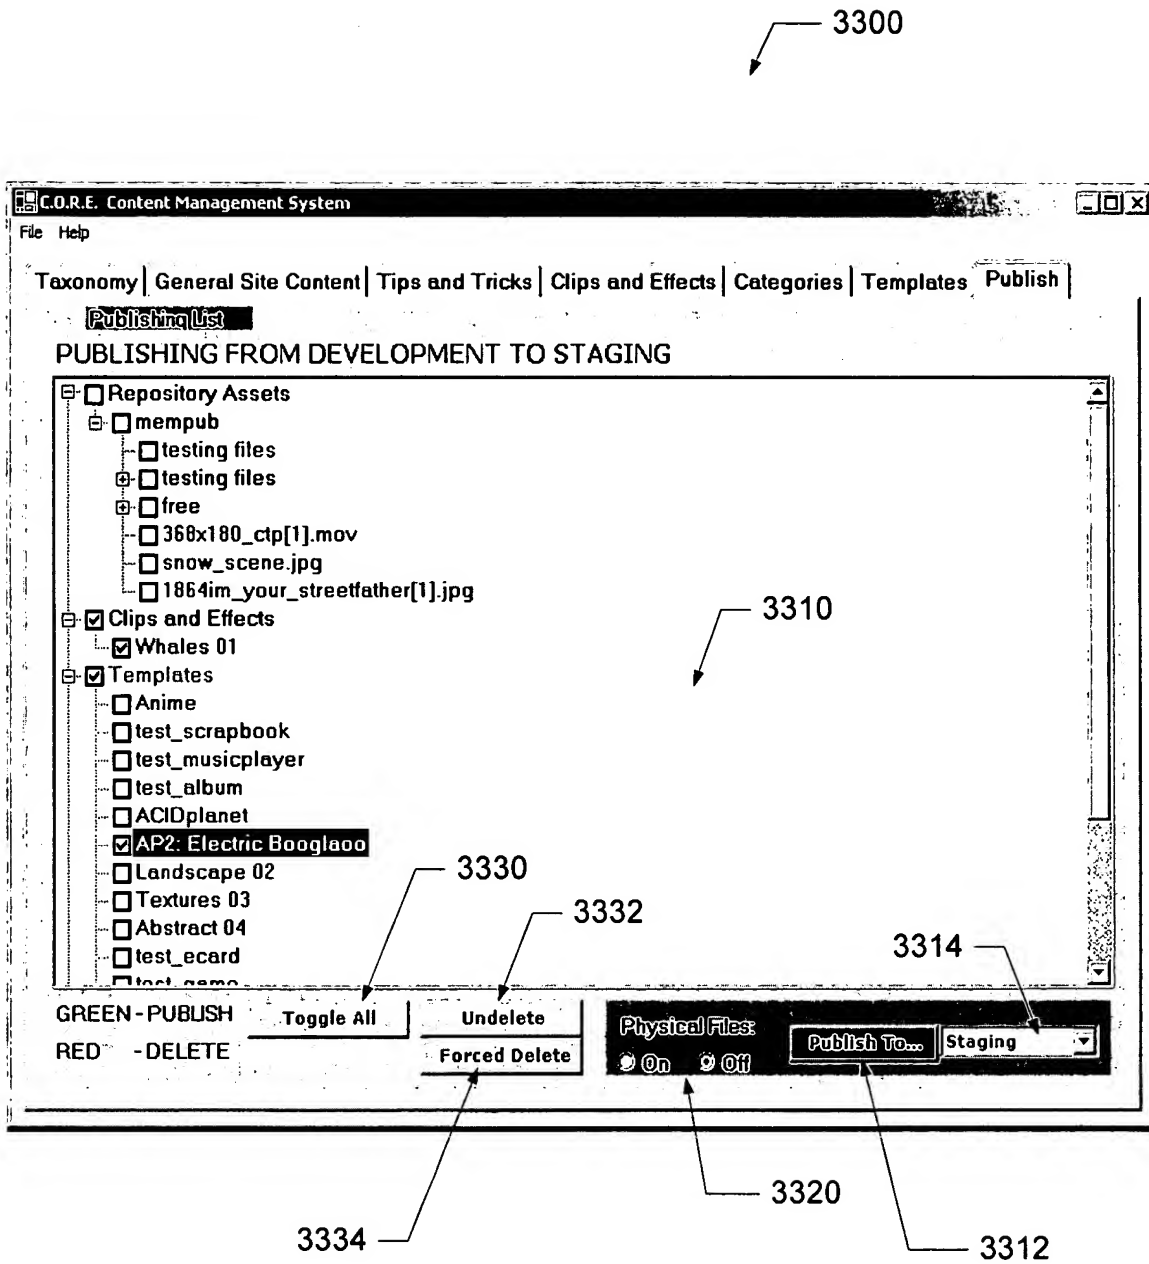 3300
C.O.R.E. Content Management System
File Help
Taxonomy General Site Content Tips and Tricks Clips and Effects Categories Templates Publish
Publishing List
PUBLISHING FROM DEVELOPMENT TO STAGING
Repository Assets
mempub
testing files
testing files
free
368x180_ctp[1].mov
snow_scene.jpg
1864im_your_streetfather[1].jpg
3310
Clips and Effects
Whales 01
Templates
Anime
test_scrapbook
test_musicplayer
test_album
ACIDplanet
AP2: Electric Booglaoo
Landscape 02
Textures 03
Abstract 04
test_ecard
3330
3332
3314
GREEN - PUBLISH
RED - DELETE
Toggle All
Undelete
Forced Delete
Physical Files:
On Off
Publish To...
Staging
3320
3334
3312